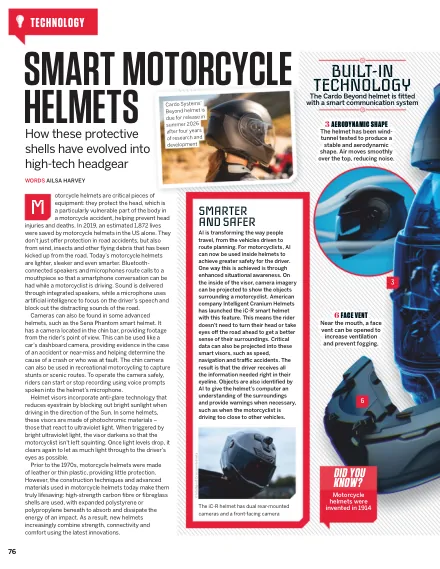 TECHNOLOGY
SMART MOTORCYCLE
HELMETS
How these protective
shells have evolved into
high-tech headgear
WORDS AILSA HARVEY
Cardo Systems'
Beyond helmet is
due for release in
summer 2026
after four years
of research and
development
Motorcycle helmets are critical pieces of
equipment: they protect the head, which is
a particularly vulnerable part of the body in
a motorcycle accident, helping prevent head
injuries and deaths. In 2019, an estimated 1,872 lives
were saved by motorcycle helmets in the US alone. They
don't just offer protection in road accidents, but also
from wind, insects and other flying debris that has been
kicked up from the road. Today's motorcycle helmets
are lighter, sleeker and even smarter. Bluetooth-
connected speakers and microphones route calls to a
mouthpiece so that a smartphone conversation can be
had while a motorcyclist is driving. Sound is delivered
through integrated speakers, while a microphone uses
artificial intelligence to focus on the driver's speech and
block out the distracting sounds of the road.
Cameras can also be found in some advanced
helmets, such as the Sena Phantom smart helmet. It
has a camera located in the chin bar, providing footage
from the rider's point of view. This can be used like a
car's dashboard camera, providing evidence in the case
of an accident or near-miss and helping determine the
cause of a crash or who was at fault. The chin camera
can also be used in recreational motorcycling to capture
stunts or scenic routes. To operate the camera safely,
riders can start or stop recording using voice prompts
spoken into the helmet's microphone.
Helmet visors incorporate anti-glare technology that
reduces eyestrain by blocking out bright sunlight when
driving in the direction of the Sun. In some helmets,
these visors are made of photochromic materials –
those that react to ultraviolet light. When triggered by
bright ultraviolet light, the visor darkens so that the
motorcyclist isn't left squinting. Once light levels drop, it
clears again to let as much light through to the driver's
eyes as possible.
Prior to the 1970s, motorcycle helmets were made
of leather or thin plastic, providing little protection.
However, the construction techniques and advanced
materials used in motorcycle helmets today make them
truly lifesaving: high-strength carbon fibre or fibreglass
shells are used, with expanded polystyrene or
polypropylene beneath to absorb and dissipate the
energy of an impact. As a result, new helmets
increasingly combine strength, connectivity and
comfort using the latest innovations.
SMARTER
AND SAFER
AI is transforming the way people
travel, from the vehicles driven to
route planning. For motorcyclists, AI
can now be used inside helmets to
achieve greater safety for the driver.
One way this is achieved is through
enhanced situational awareness. On
the inside of the visor, camera imagery
can be projected to show the objects
surrounding a motorcyclist. American
company Intelligent Cranium Helmets
has launched the iC-R smart helmet
with this feature. This means the rider
doesn't need to turn their head or take
eyes off the road ahead to get a better
sense of their surroundings. Critical
data can also be projected into these
smart visors, such as speed,
navigation and traffic accidents. The
result is that the driver receives all
the information needed right in their
eyeline. Objects are also identified by
AI to give the helmet's computer an
understanding of the surroundings
and provide warnings when necessary,
such as when the motorcyclist is
driving too close to other vehicles.
The iC-R helmet has dual rear-mounted
cameras and a front-facing camera
BUILT-IN
TECHNOLOGY
The Cardo Beyond helmet is fitted
with a smart communication system
3 AERODYNAMIC SHAPE
The helmet has been wind-
tunnel tested to produce a
stable and aerodynamic
shape. Air moves smoothly
over the top, reducing noise.
3
6 FACE VENT
Near the mouth, a face
vent can be opened to
increase ventilation
and prevent fogging.
6
DID YOU
KNOW?
Motorcycle
helmets were
invented in 1914
76